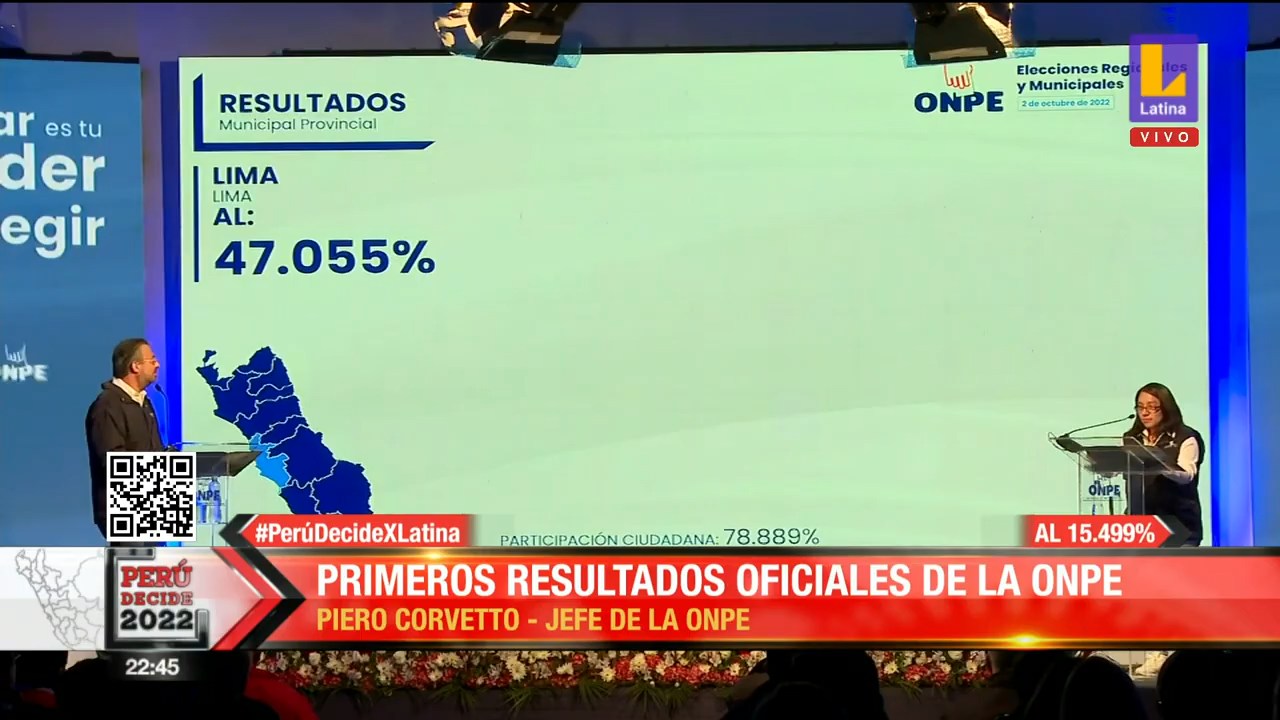 ar es tu
der
egir
ONPE
RESULTADOS
Municipal Provincial
LIMA
LIMA
AL:
47.055%
ONPE
Elecciones Regionales
y Municipales
2 de octubre de 2022
Latina
VIVO
ONPE
ONPE
#PerúDecideXLatina
PARTICIPACIÓN CIUDADANA: 78.889%
AL 15.499%
PERÚ
DECIDE
2022
PRIMEROS RESULTADOS OFICIALES DE LA ONPE
PIERO CORVETTO - JEFE DE LA ONPE
22:45